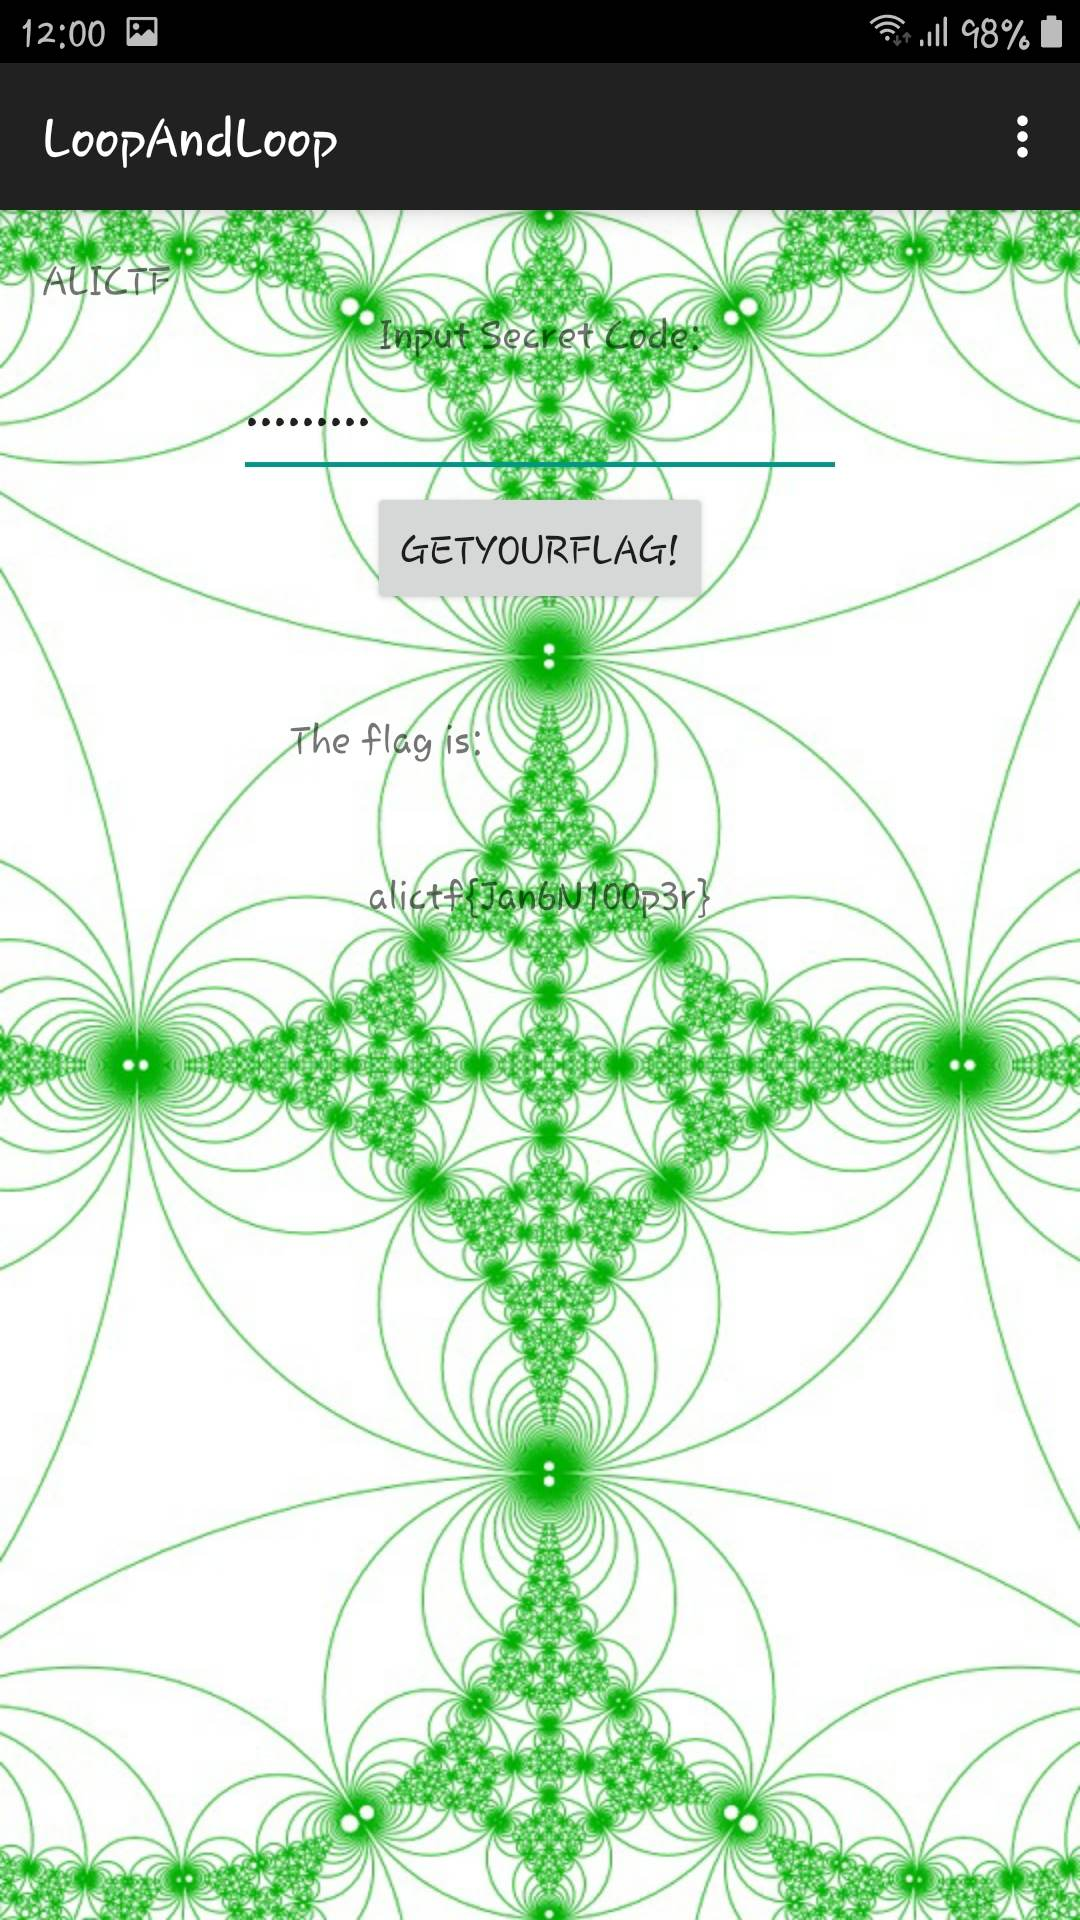 12:00 98%
LoopAndLoop
ALICTF
Input Secret Code:
•••••••••
GETYOURFLAG!
The flag is:
alictf{Jan6N100p3r}